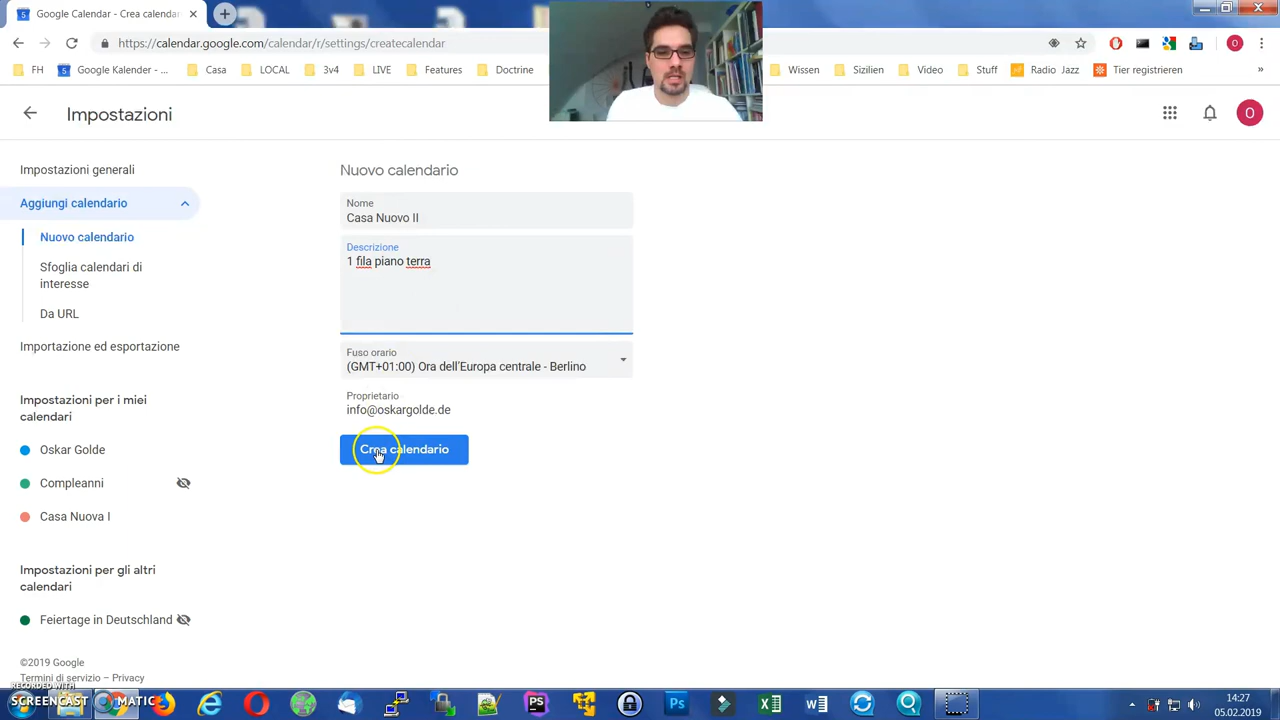 Google Calendar - Crea calendar
https://calendar.google.com/calendar/r/settings/createcalendar
O
FH
Google Kalender - ...
Casa
LOCAL
3v4
LIVE
Features
Doctrine
Wissen
Sizilien
Video
Stuff
Radio Jazz
Tier registrieren
»
Impostazioni
O
Impostazioni generali
Aggiungi calendario
Nuovo calendario
Sfoglia calendari di
interesse
Da URL
Importazione ed esportazione
Impostazioni per i miei
calendari
Oskar Golde
Compleanni
Casa Nuova I
Impostazioni per gli altri
calendari
Feiertage in Deutschland
©2019 Google
Termini di servizio – Privacy
Nuovo calendario
Nome
Casa Nuovo II
Descrizione
1 fila piano terra
Fuso orario
(GMT+01:00) Ora dell'Europa centrale - Berlino
Proprietario
info@oskargolde.de
Crea calendario
RECORDED WITH
SCREENCAST MATIC
14:27
05.02.2019